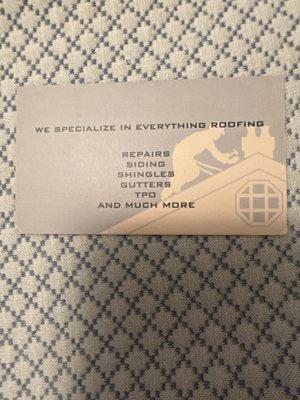 WE SPECIALIZE IN EVERYTHING ROOFING
REPAIRS
SIDING
SHINGLES
GUTTERS
TPO
AND MUCH MORE